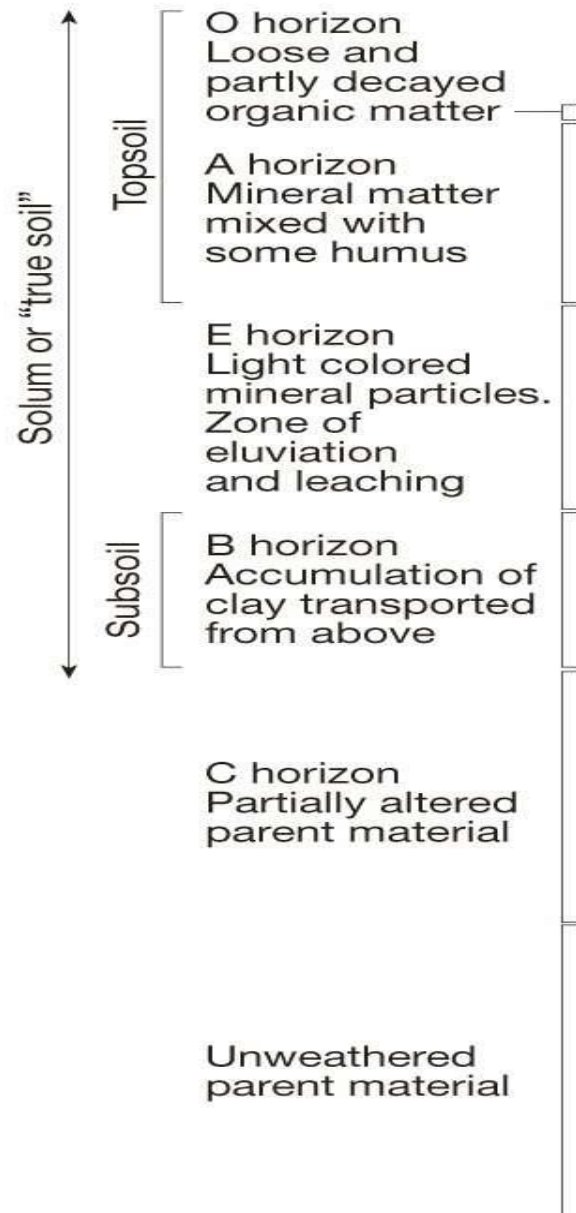 Solum or “true soil”
Topsoil
O horizon
Loose and
partly decayed
organic matter
A horizon
Mineral matter
mixed with
some humus
E horizon
Light colored
mineral particles.
Zone of
eluviation
and leaching
Subsoil
B horizon
Accumulation of
clay transported
from above
C horizon
Partially altered
parent material
Unweathered
parent material